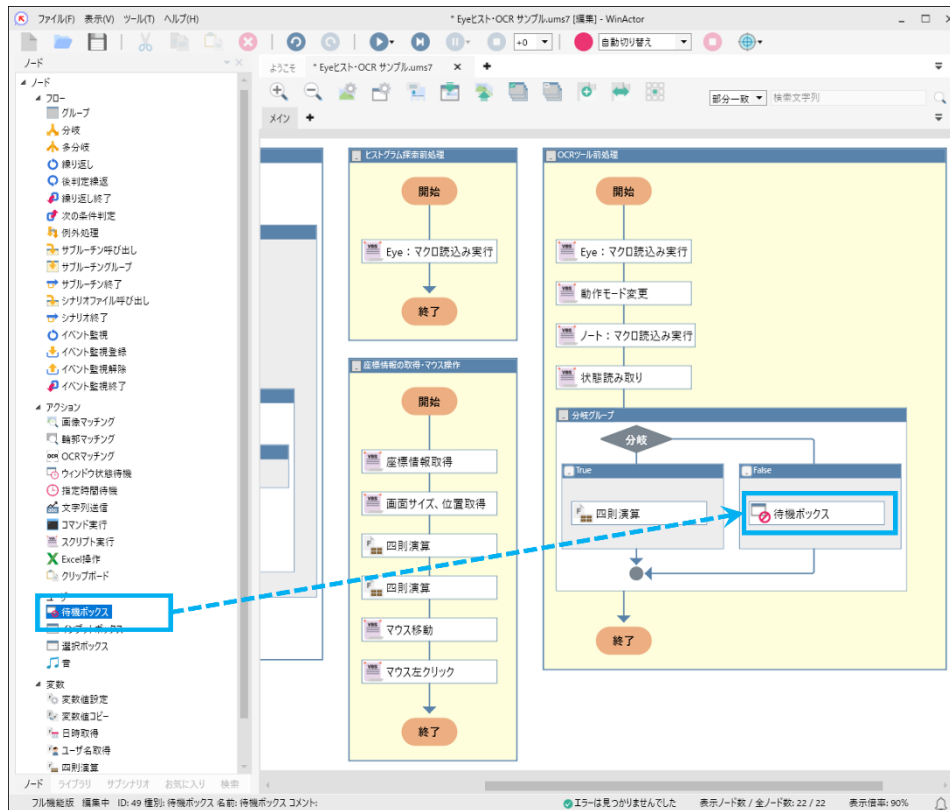 ファイル(F) 表示(V) ツール(T) ヘルプ(H)
* Eyeヒスト・OCR サンプル.ums7 [編集] - WinActor
+0
自動切り替え
ノード
ようこそ
* Eyeヒスト・OCR サンプル.ums7
部分一致
検索文字列
メイン
ノード
フロー
グループ
分岐
多分岐
繰り返し
後判定繰返
繰り返し終了
次の条件判定
例外処理
サブルーチン呼び出し
サブルーチングループ
サブルーチン終了
シナリオファイル呼び出し
シナリオ終了
イベント監視
イベント監視登録
イベント監視解除
イベント監視終了
アクション
画像マッチング
輪郭マッチング
OCR OCRマッチング
ウィンドウ状態待機
指定時間待機
文字列送信
コマンド実行
スクリプト実行
Excel操作
クリップボード
待機ボックス
インプットボックス
選択ボックス
音
変数
変数値設定
変数値コピー
日時取得
ユーザ名取得
四則演算
ノード ライブラリ サブシナリオ お気に入り 検索
ヒストグラム探索前処理
開始
VBS Eye：マクロ読込み実行
終了
座標情報の取得・マウス操作
開始
VBS 座標情報取得
VBS 画面サイズ、位置取得
四則演算
四則演算
VBS マウス移動
VBS マウス左クリック
終了
OCRツール前処理
開始
VBS Eye：マクロ読込み実行
VBS 動作モード変更
VBS ノート：マクロ読込み実行
VBS 状態読み取り
分岐グループ
分岐
True
四則演算
False
待機ボックス
終了
フル機能版 編集中 ID: 49 種別: 待機ボックス 名前: 待機ボックス コメント:
エラーは見つかりませんでした
表示ノード数 / 全ノード数: 22 / 22
表示倍率: 90%